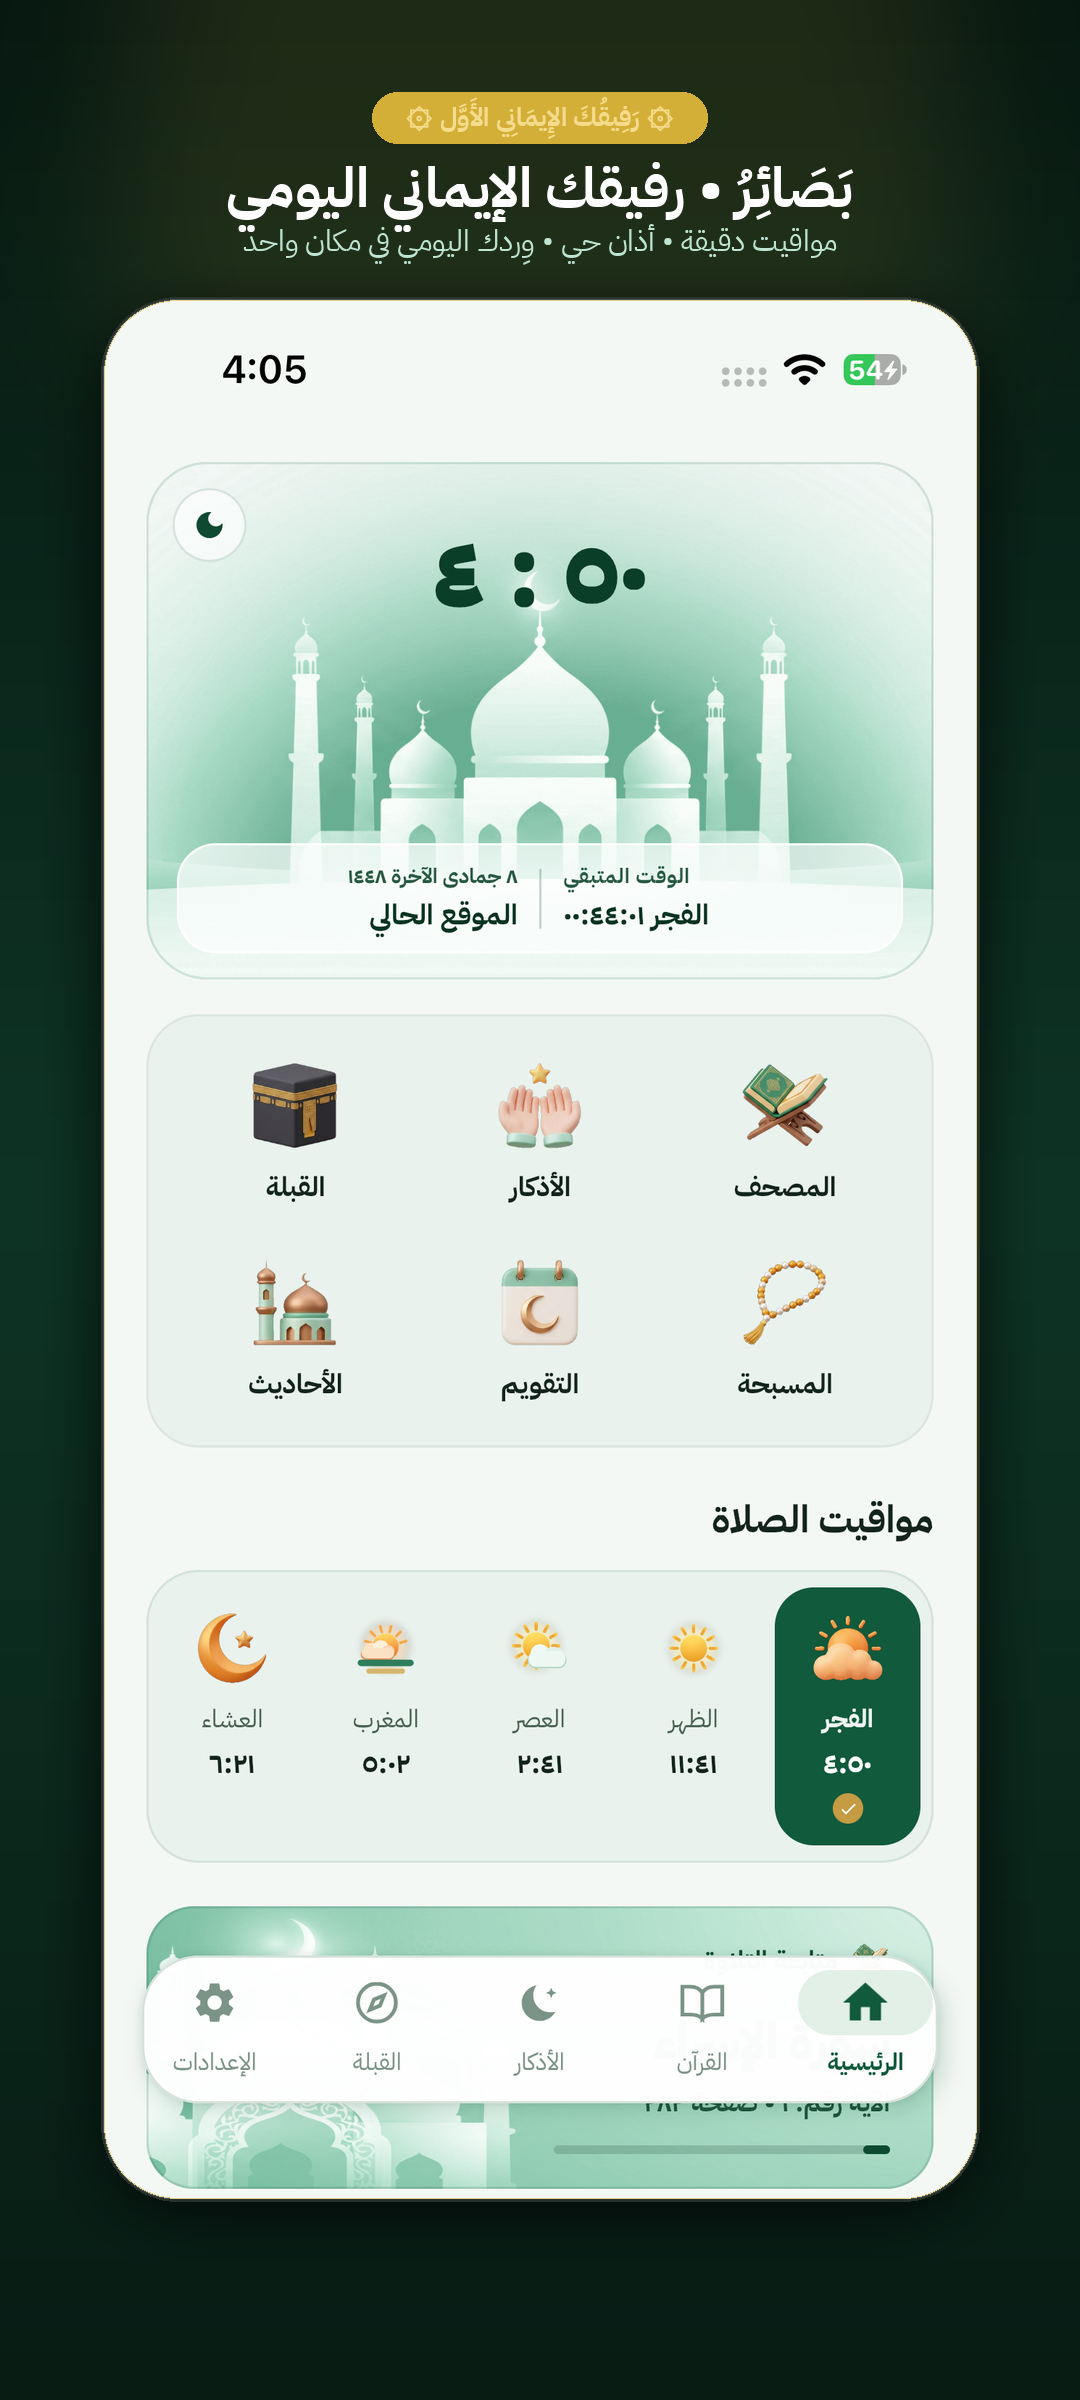 ۞ رَفِيقُكَ الإِيمَانِي الأَوَّل ۞
بَصَائِرُ • رفيقك الإيماني اليومي
مواقيت دقيقة • أذان حي • وِردك اليومي في مكان واحد
4:05
54
٤:٥٠
الوقت المتبقي
الفجر ٠٠:٤٤:٠١
٨ جمادى الآخرة ١٤٤٨
الموقع الحالي
المصحف
الأذكار
القبلة
المسبحة
التقويم
الأحاديث
مواقيت الصلاة
الفجر
٤:٥٠
الظهر
١١:٤١
العصر
٢:٤١
المغرب
٥:٠٢
العشاء
٦:٢١
الرئيسية
القرآن
الأذكار
القبلة
الإعدادات